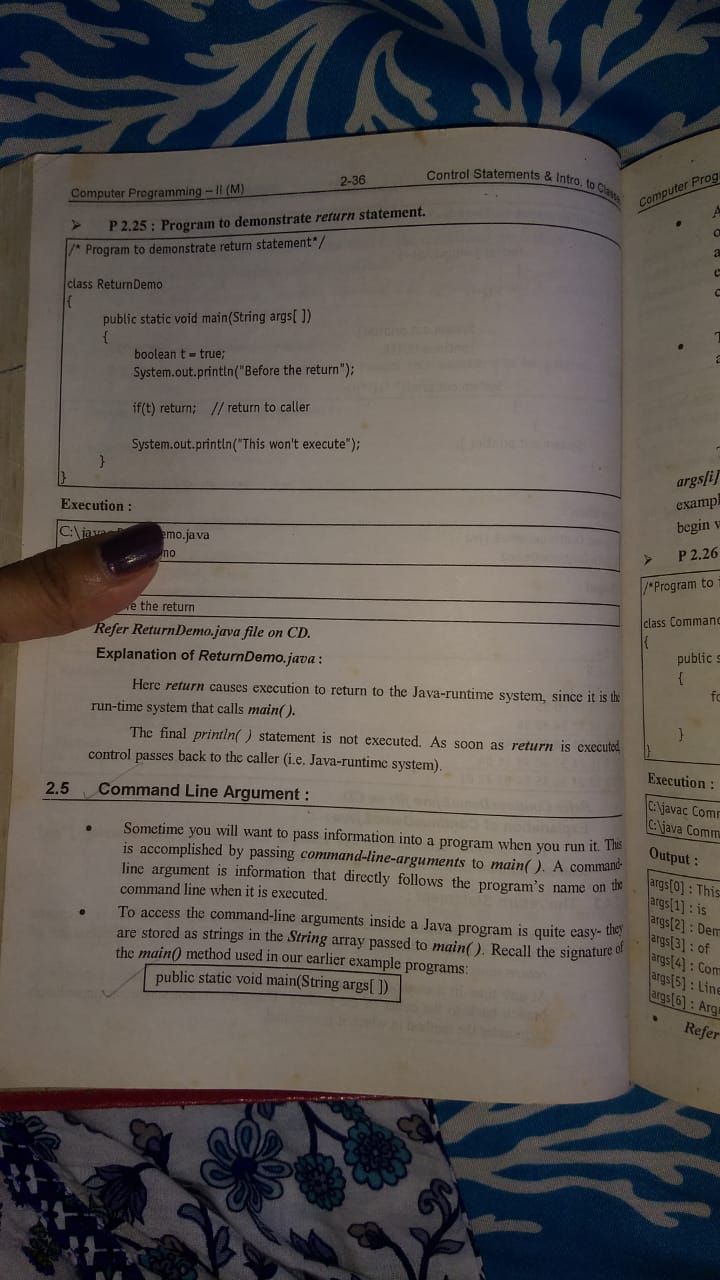 Computer Programming – II (M)
2-36
Control Statements & Intro. to Classes
➢ P 2.25 : Program to demonstrate return statement.
/* Program to demonstrate return statement*/
class ReturnDemo
{
public static void main(String args[ ])
{
boolean t = true;
System.out.println("Before the return");
if(t) return; // return to caller
System.out.println("This won't execute");
}
}
Execution :
C:\javac emo.java
mo
e the return
Refer ReturnDemo.java file on CD.
Explanation of ReturnDemo.java :
Here return causes execution to return to the Java-runtime system, since it is the
run-time system that calls main( ).
The final println( ) statement is not executed. As soon as return is executed,
control passes back to the caller (i.e. Java-runtime system).
2.5 Command Line Argument :
• Sometime you will want to pass information into a program when you run it. This
is accomplished by passing command-line-arguments to main( ). A command-
line argument is information that directly follows the program's name on the
command line when it is executed.
• To access the command-line arguments inside a Java program is quite easy- they
are stored as strings in the String array passed to main( ). Recall the signature of
the main() method used in our earlier example programs:
public static void main(String args[ ])
Computer Prog
• A
•
args[i]
exampl
begin w
➢ P 2.26
/*Program to
class Command
{
public s
{
fo
}
}
Execution :
C:\javac Comm
C:\java Comm
Output :
args[0] : This
args[1] : is
args[2] : Dem
args[3] : of
args[4] : Com
args[5] : Line
args[6] : Arg
• Refer